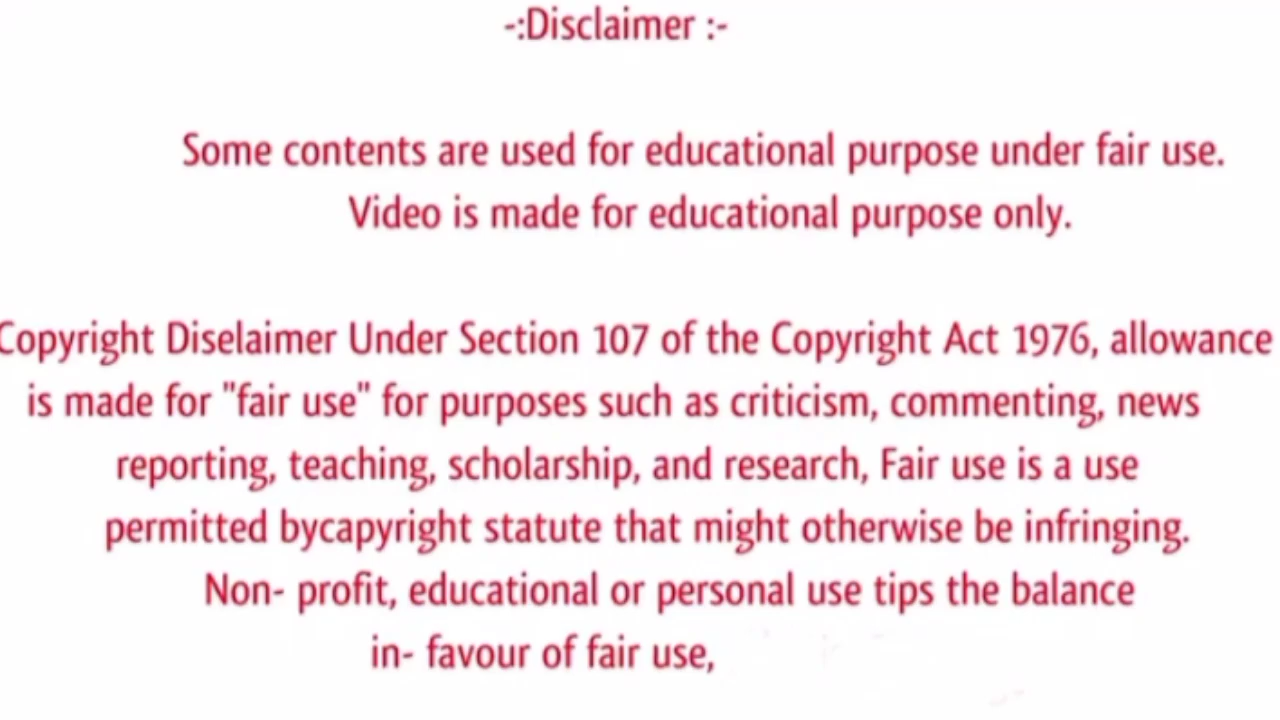 -:Disclaimer :-
Some contents are used for educational purpose under fair use.
Video is made for educational purpose only.
Copyright Diselaimer Under Section 107 of the Copyright Act 1976, allowance
is made for "fair use" for purposes such as criticism, commenting, news
reporting, teaching, scholarship, and research, Fair use is a use
permitted bycapyright statute that might otherwise be infringing.
Non- profit, educational or personal use tips the balance
in- favour of fair use,